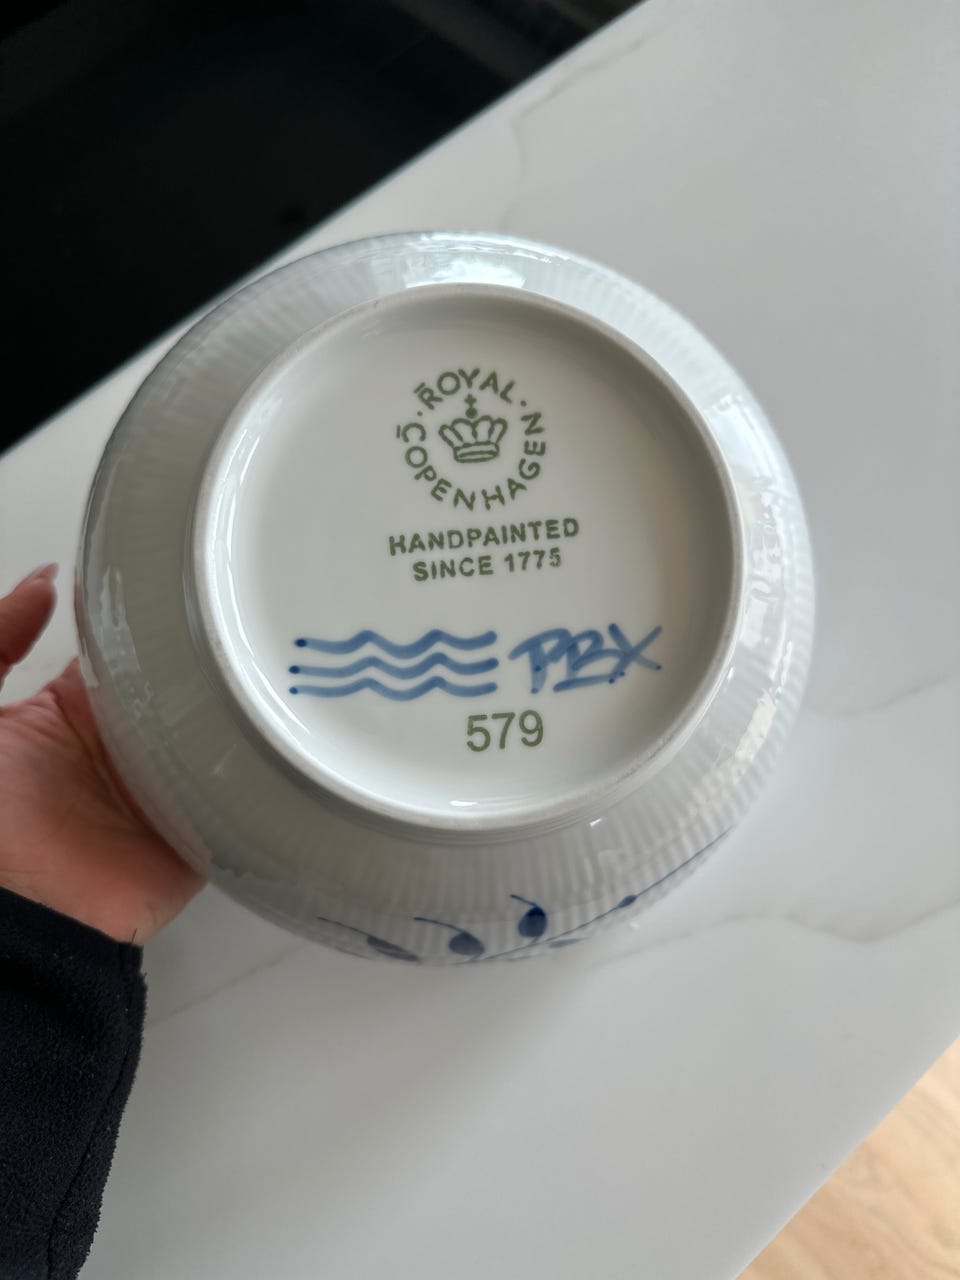 ROYAL
COPENHAGEN
HANDPAINTED
SINCE 1775
PBX
579